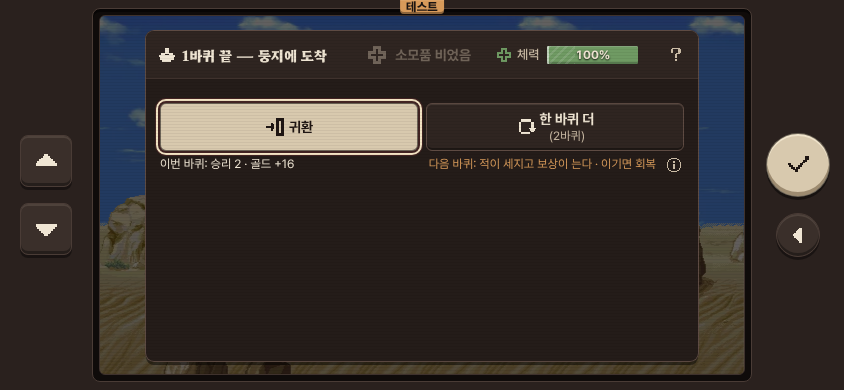 테스트
1바퀴 끝 — 둥지에 도착
소모품 비었음
체력
100%
?
귀환
한 바퀴 더
(2바퀴)
이번 바퀴: 승리 2 · 골드 +16
다음 바퀴: 적이 세지고 보상이 는다 · 이기면 회복